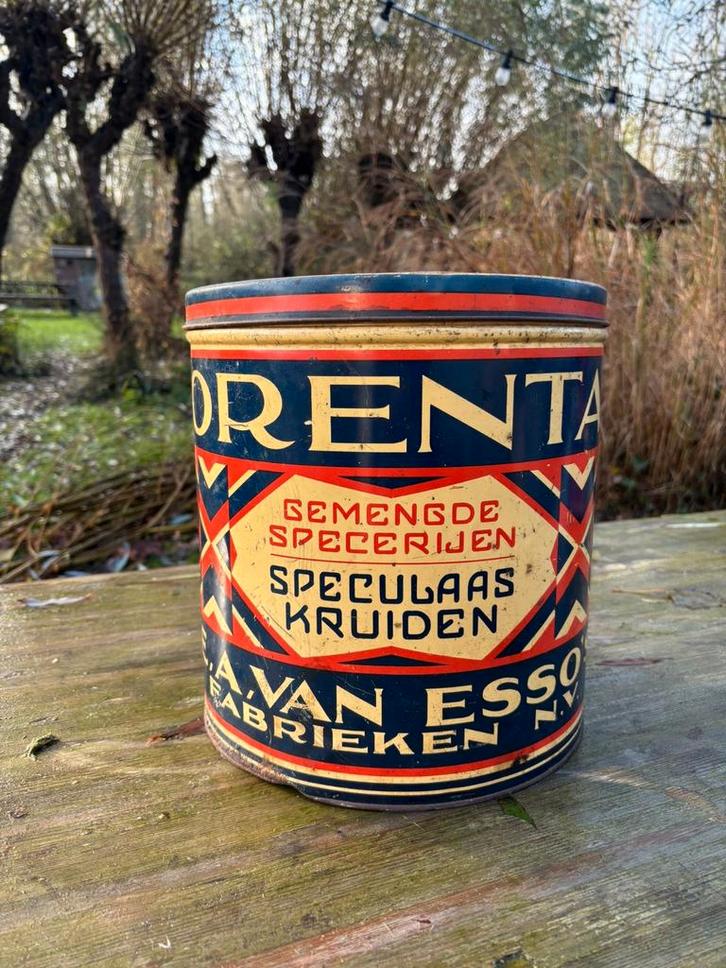 ORENTA
GEMENGDE
SPECERIJEN
SPECULAAS
KRUIDEN
.A. VAN ESSO
FABRIEKEN N.V.